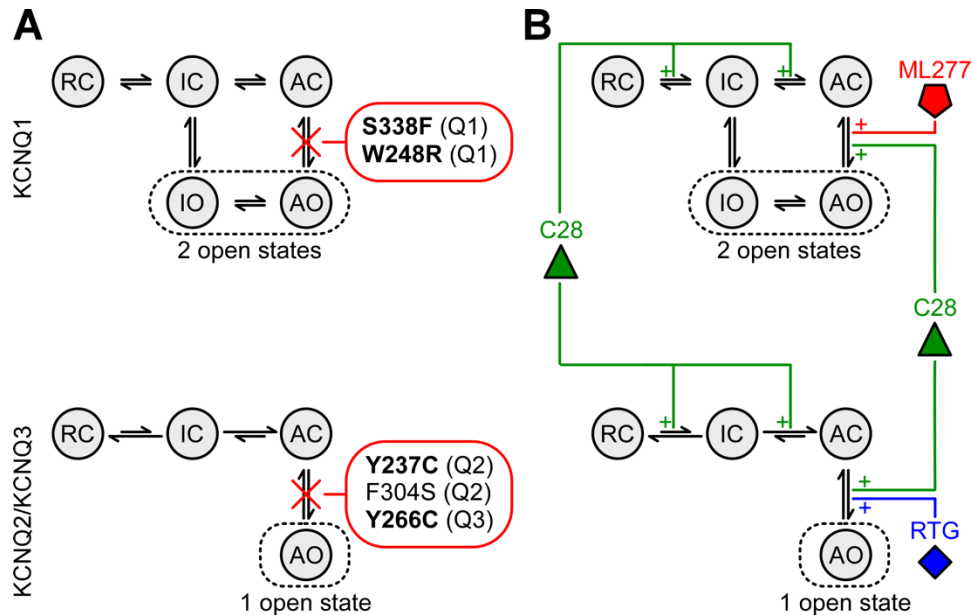 A
KCNQ1
RC
IC
AC
S338F (Q1)
W248R (Q1)
IO
AO
2 open states
KCNQ2/KCNQ3
RC
IC
AC
Y237C (Q2)
F304S (Q2)
Y266C (Q3)
AO
1 open state
B
RC
+
IC
+
AC
ML277
+
+
IO
AO
2 open states
C28
C28
RC
+
IC
+
AC
+
+
RTG
AO
1 open state